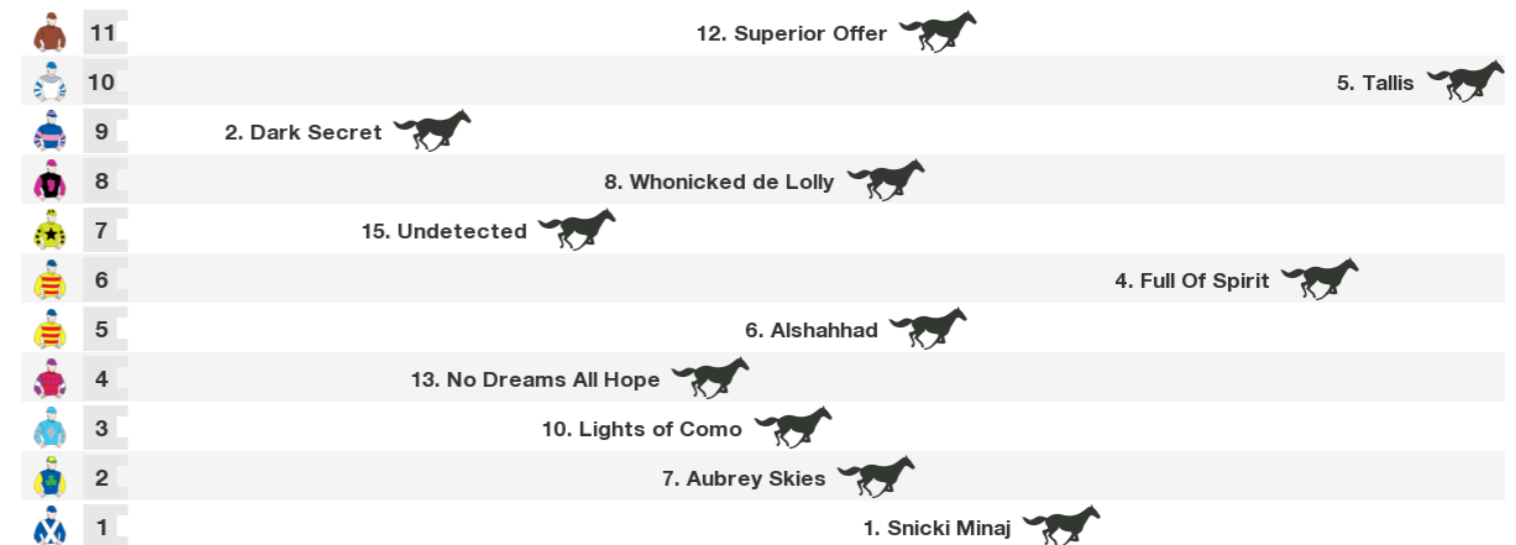 11 12. Superior Offer
10 5. Tallis
9 2. Dark Secret
8 8. Whonicked de Lolly
7 15. Undetected
6 4. Full Of Spirit
5 6. Alshahhad
4 13. No Dreams All Hope
3 10. Lights of Como
2 7. Aubrey Skies
1 1. Snicki Minaj